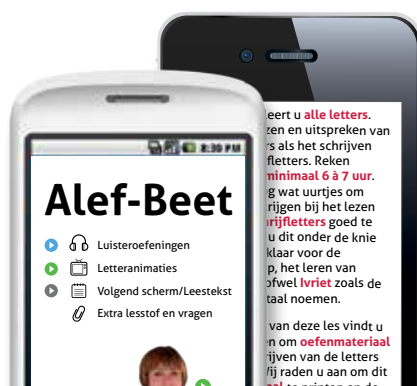 8:30 PM
Alef-Beet
Luisteroefeningen
Letteranimaties
Volgend scherm/Leestekst
Extra lesstof en vragen
eert u alle letters.
zen en uitspreken van
rs als het schrijven
fletters. Reken
minimaal 6 à 7 uur.
g wat uurtjes om
rijgen bij het lezen
rijfletters goed te
u dit onder de knie
klaar voor de
p, het leren van
ofwel Ivriet zoals de
taal noemen.
van deze les vindt u
en om oefenmateriaal
ijven van de letters
Wij raden u aan om dit